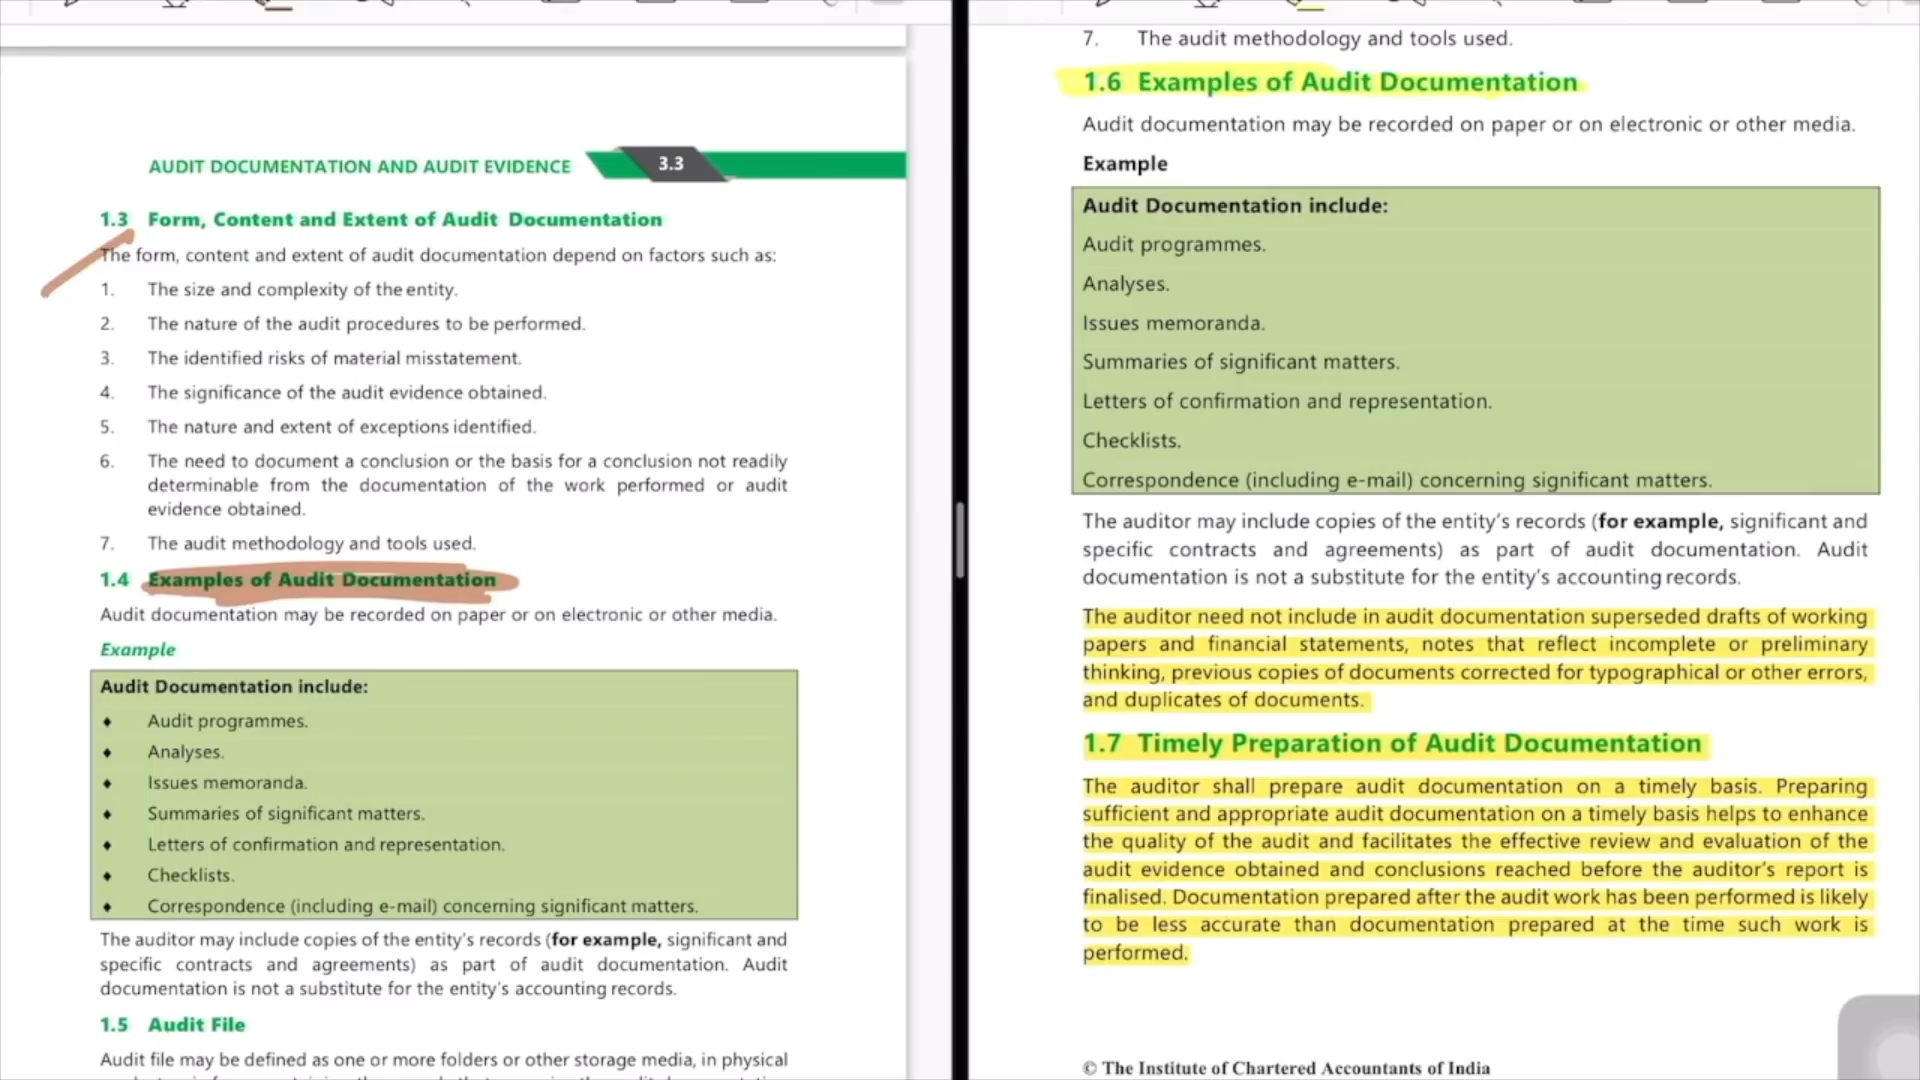 AUDIT DOCUMENTATION AND AUDIT EVIDENCE 3.3
1.3 Form, Content and Extent of Audit Documentation
The form, content and extent of audit documentation depend on factors such as:
1. The size and complexity of the entity.
2. The nature of the audit procedures to be performed.
3. The identified risks of material misstatement.
4. The significance of the audit evidence obtained.
5. The nature and extent of exceptions identified.
6. The need to document a conclusion or the basis for a conclusion not readily
determinable from the documentation of the work performed or audit
evidence obtained.
7. The audit methodology and tools used.
1.4 Examples of Audit Documentation
Audit documentation may be recorded on paper or on electronic or other media.
Example
Audit Documentation include:
♦ Audit programmes.
♦ Analyses.
♦ Issues memoranda.
♦ Summaries of significant matters.
♦ Letters of confirmation and representation.
♦ Checklists.
♦ Correspondence (including e-mail) concerning significant matters.
The auditor may include copies of the entity's records (for example, significant and
specific contracts and agreements) as part of audit documentation. Audit
documentation is not a substitute for the entity's accounting records.
1.5 Audit File
Audit file may be defined as one or more folders or other storage media, in physical
7. The audit methodology and tools used.
1.6 Examples of Audit Documentation
Audit documentation may be recorded on paper or on electronic or other media.
Example
Audit Documentation include:
Audit programmes.
Analyses.
Issues memoranda.
Summaries of significant matters.
Letters of confirmation and representation.
Checklists.
Correspondence (including e-mail) concerning significant matters.
The auditor may include copies of the entity's records (for example, significant and
specific contracts and agreements) as part of audit documentation. Audit
documentation is not a substitute for the entity's accounting records.
The auditor need not include in audit documentation superseded drafts of working
papers and financial statements, notes that reflect incomplete or preliminary
thinking, previous copies of documents corrected for typographical or other errors,
and duplicates of documents.
1.7 Timely Preparation of Audit Documentation
The auditor shall prepare audit documentation on a timely basis. Preparing
sufficient and appropriate audit documentation on a timely basis helps to enhance
the quality of the audit and facilitates the effective review and evaluation of the
audit evidence obtained and conclusions reached before the auditor's report is
finalised. Documentation prepared after the audit work has been performed is likely
to be less accurate than documentation prepared at the time such work is
performed.
© The Institute of Chartered Accountants of India